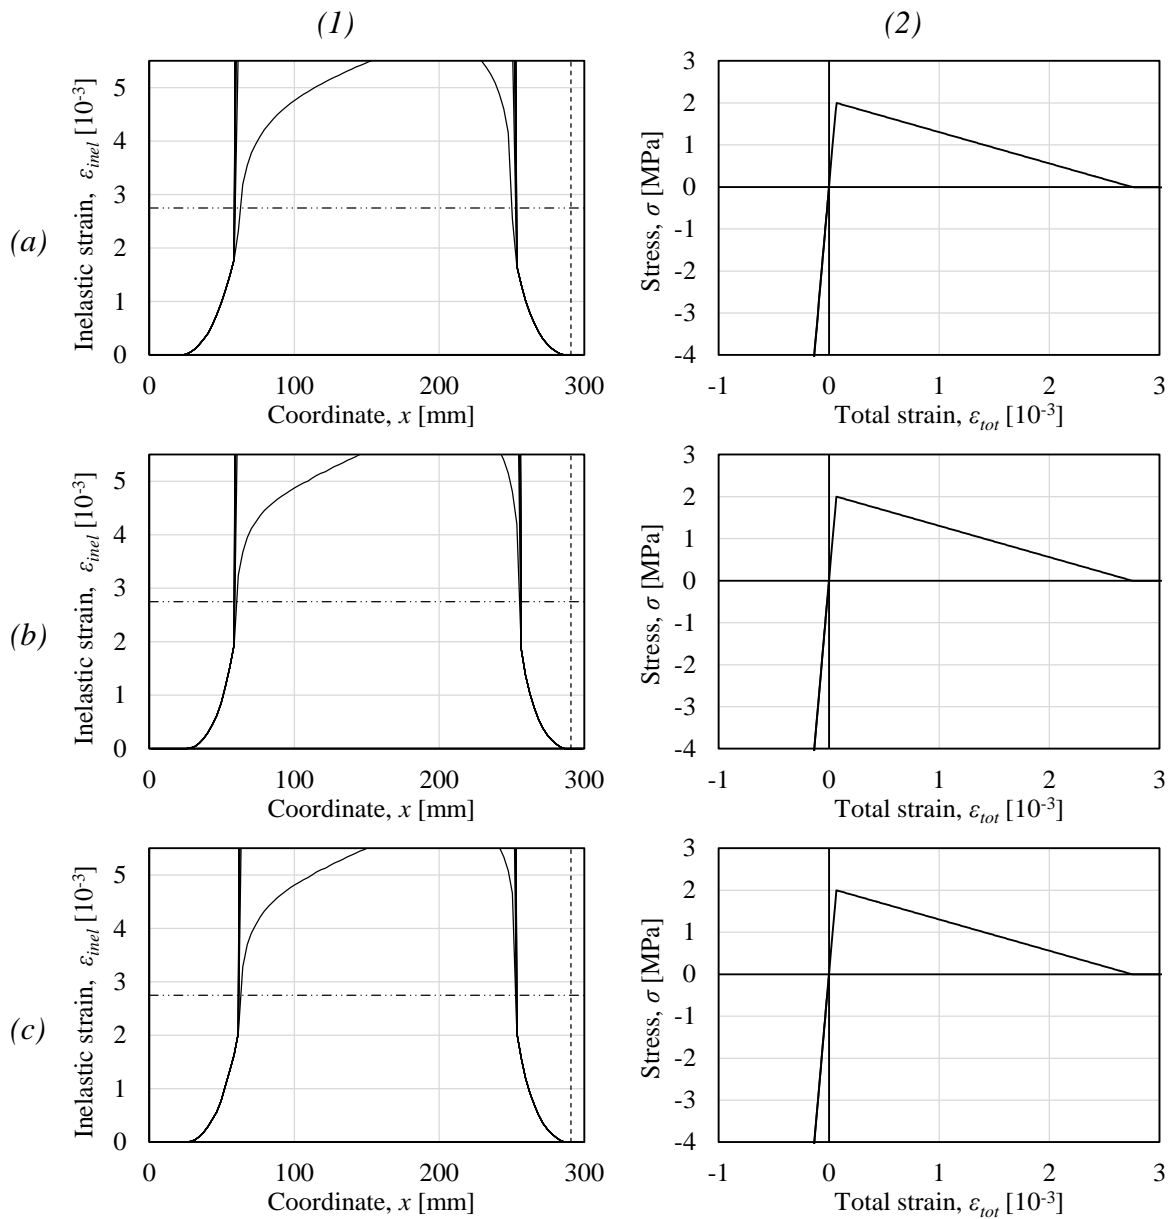 (1) (2)
(a)
Inelastic strain, εinel [10-3]
5
4
3
2
1
0
0 100 200 300
Coordinate, x [mm]
Stress, σ [MPa]
3
2
1
0
-1
-2
-3
-4
-1 0 1 2 3
Total strain, εtot [10-3]
(b)
Inelastic strain, εinel [10-3]
5
4
3
2
1
0
0 100 200 300
Coordinate, x [mm]
Stress, σ [MPa]
3
2
1
0
-1
-2
-3
-4
-1 0 1 2 3
Total strain, εtot [10-3]
(c)
Inelastic strain, εinel [10-3]
5
4
3
2
1
0
0 100 200 300
Coordinate, x [mm]
Stress, σ [MPa]
3
2
1
0
-1
-2
-3
-4
-1 0 1 2 3
Total strain, εtot [10-3]